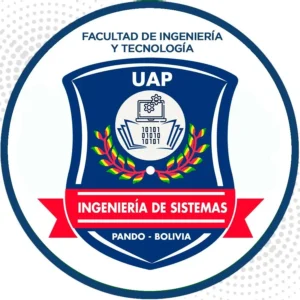 FACULTAD DE INGENIERÍA
Y TECNOLOGÍA
UAP
10101
01010
10101
INGENIERÍA DE SISTEMAS
PANDO - BOLIVIA